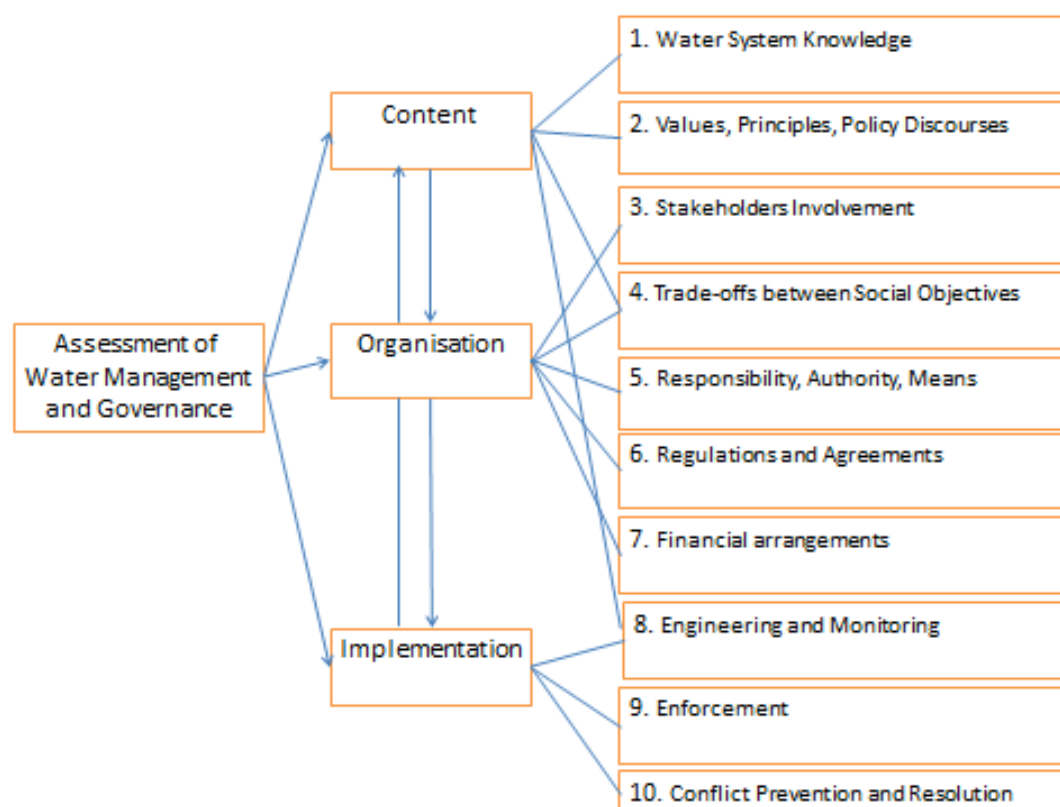 Assessment of
Water Management
and Governance
Content
Organisation
Implementation
1. Water System Knowledge
2. Values, Principles, Policy Discourses
3. Stakeholders Involvement
4. Trade-offs between Social Objectives
5. Responsibility, Authority, Means
6. Regulations and Agreements
7. Financial arrangements
8. Engineering and Monitoring
9. Enforcement
10. Conflict Prevention and Resolution